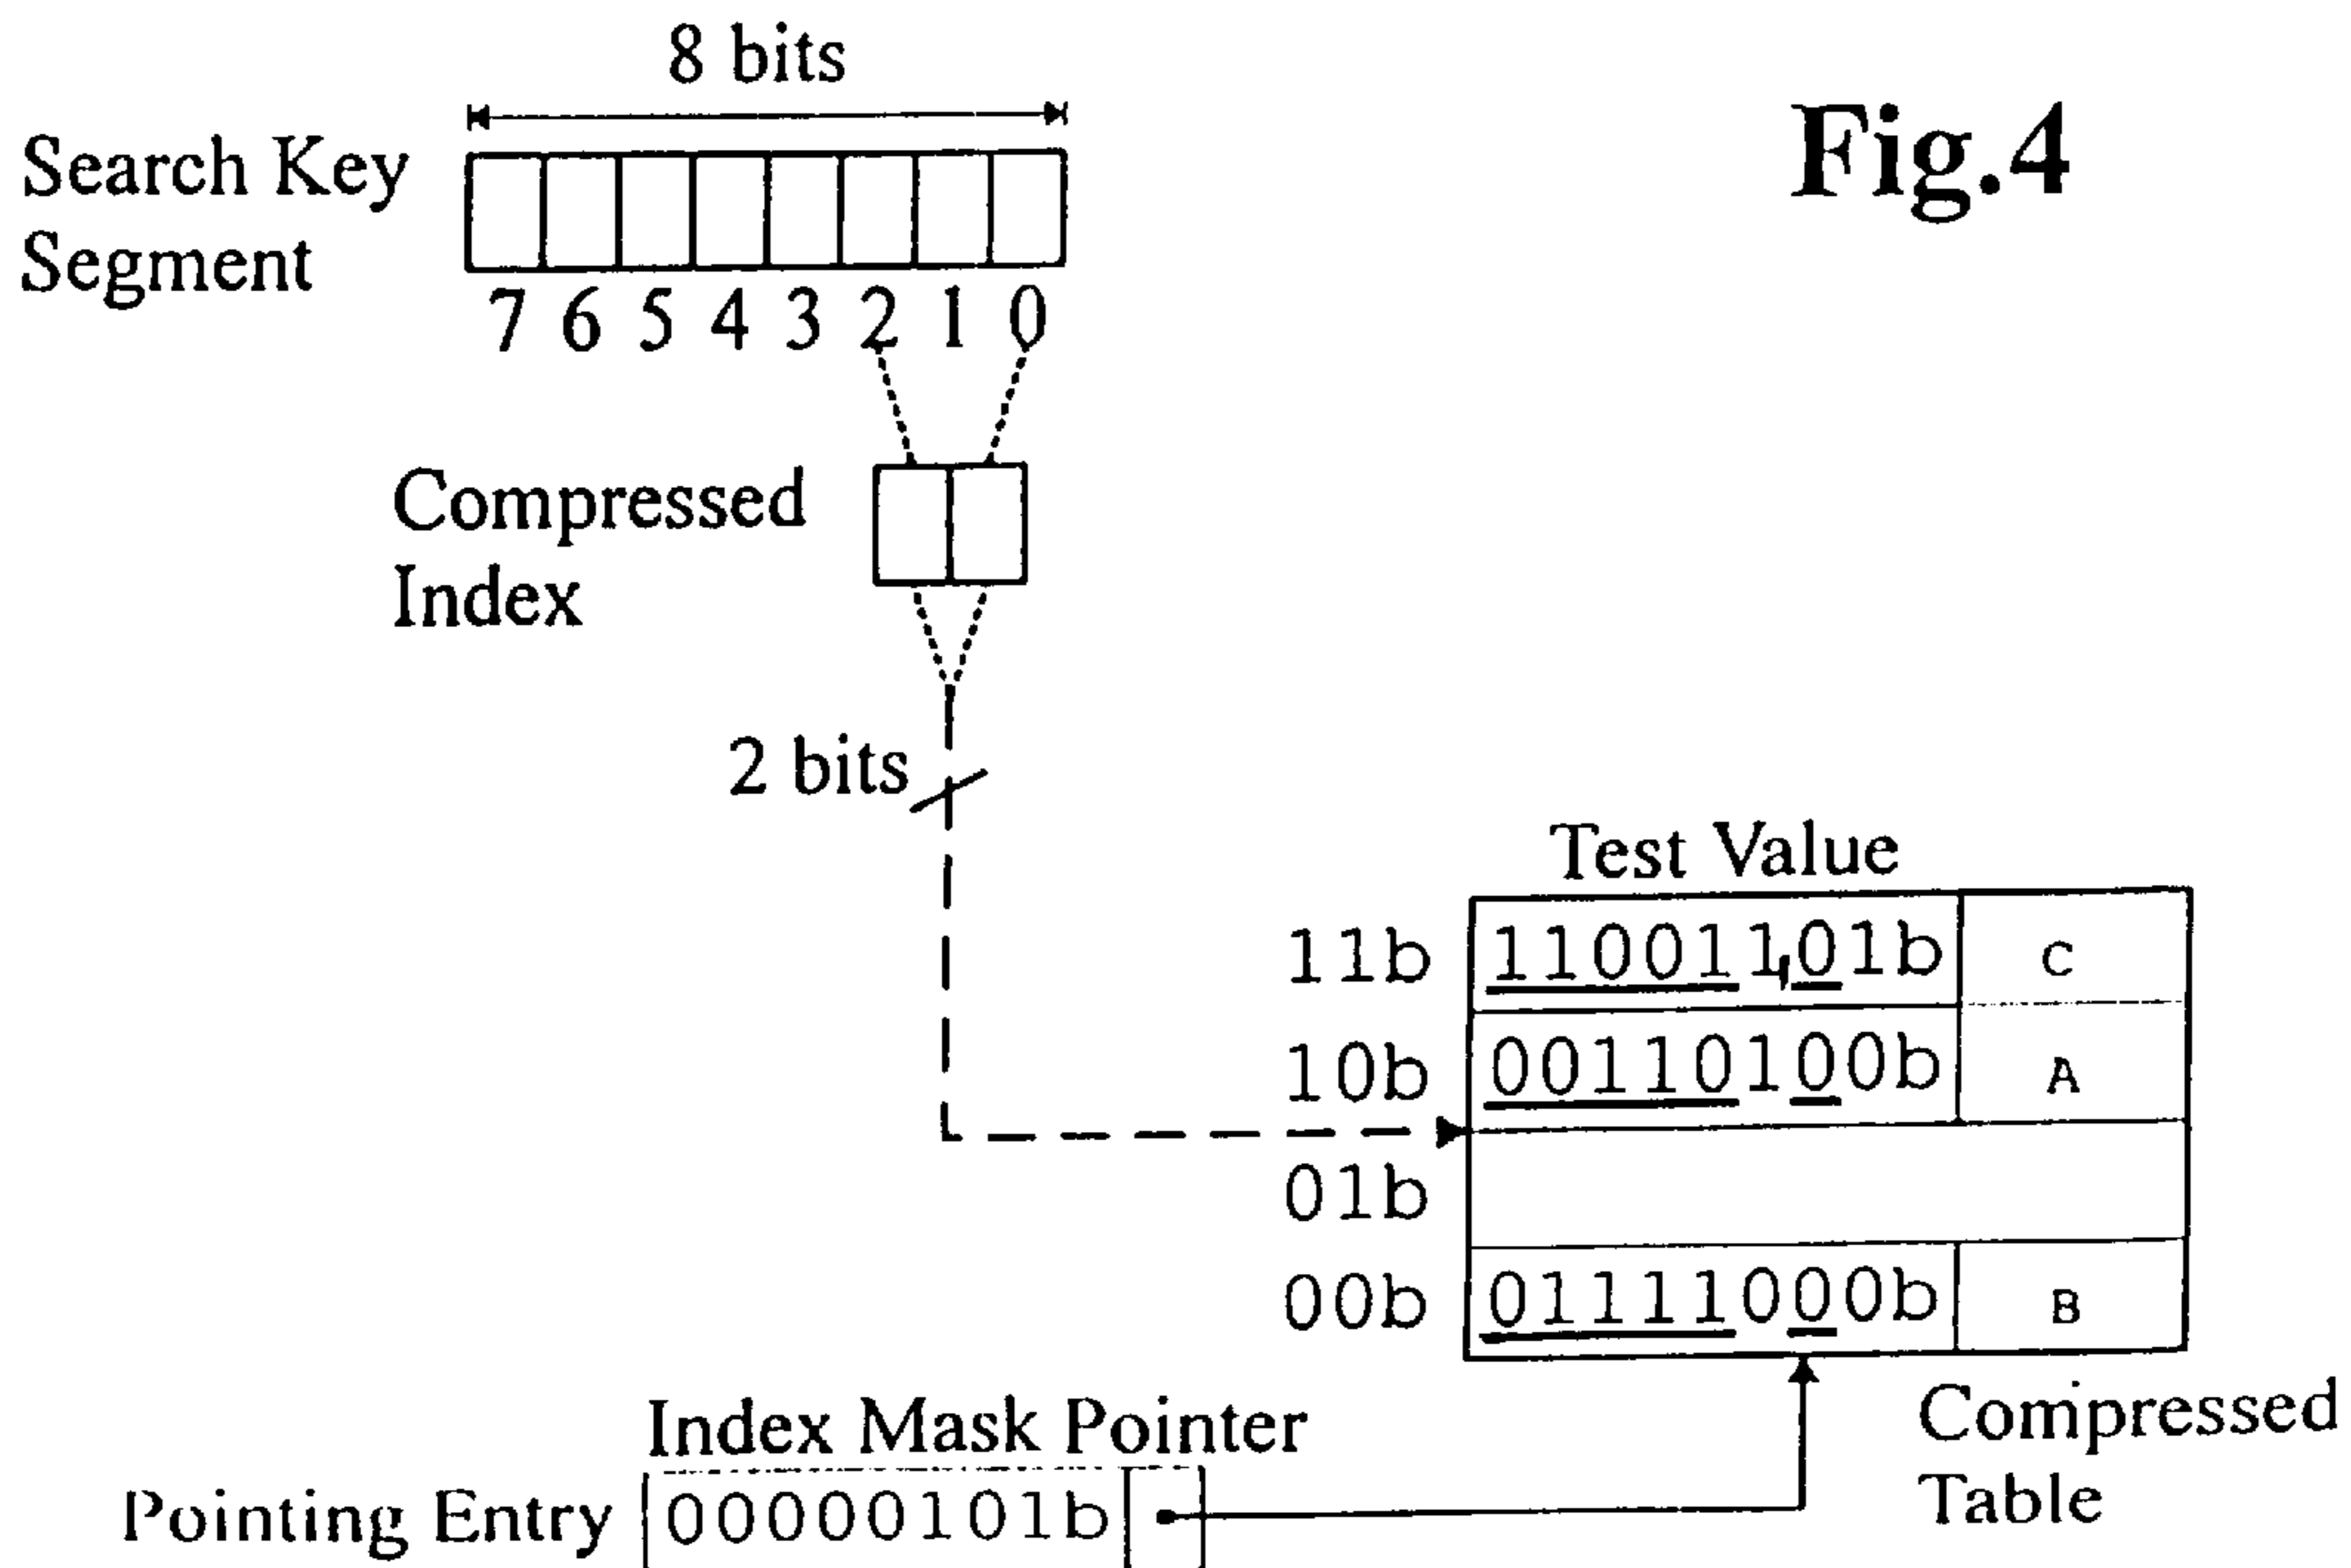 8 bits
Fig.4
Search Key
Segment
7 6 5 4 3 2 1 0
Compressed
Index
2 bits
Test Value
11b 11001101b C
10b 00110100b A
01b
00b 01111000b B
Index Mask Pointer
Pointing Entry 00000101b
Compressed
Table